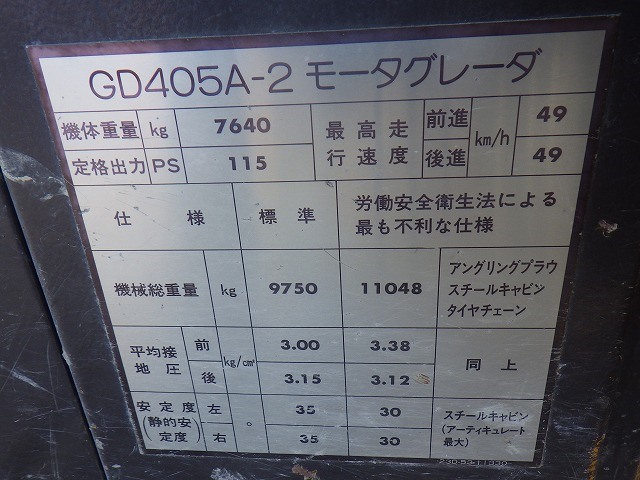 GD405A-2 モータグレーダ
機体重量 kg 7640 最高走行速度 前進 km/h 49
定格出力 PS 115 後進 49
仕様 標準 労働安全衛生法による
最も不利な仕様
機械総重量 kg 9750 11048 アングリングプラウ
スチールキャビン
タイヤチェーン
平均接地圧 前 kg/cm² 3.00 3.38 同上
後 3.15 3.12
安定度 左 ° 35 30 スチールキャビン
(静的安定度) 右 35 30 (アーティキュレート
最大)